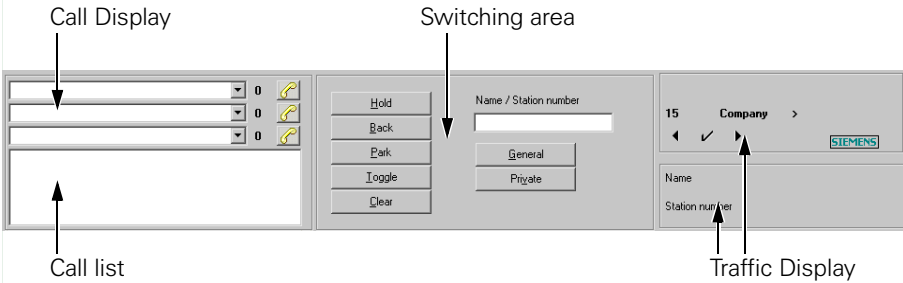 Call Display
Switching area
0
0
0
Hold
Back
Park
Toggle
Clear
Name / Station number
General
Private
15 Company >
SIEMENS
Name
Station number
Call list
Traffic Display